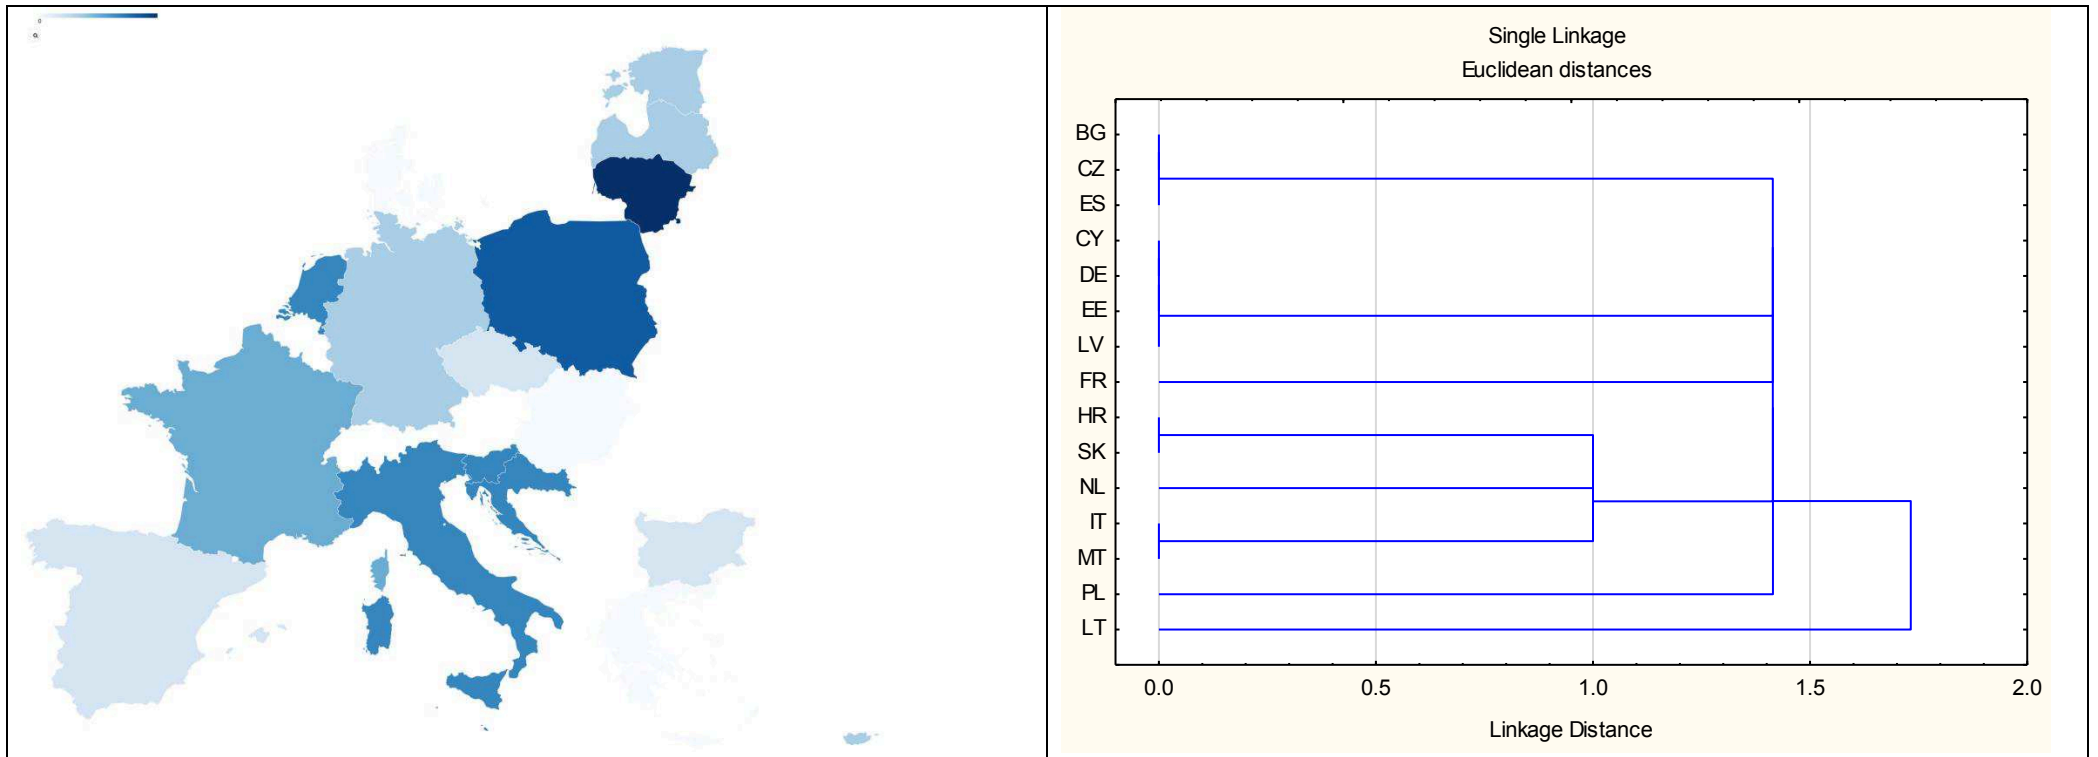 0
Single Linkage
Euclidean distances
BG
CZ
ES
CY
DE
EE
LV
FR
HR
SK
NL
IT
MT
PL
LT
0.0 0.5 1.0 1.5 2.0
Linkage Distance